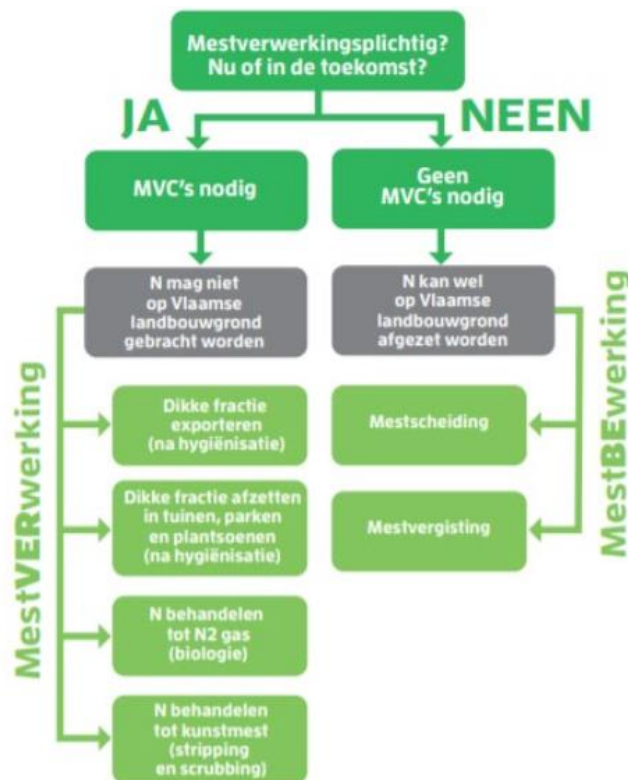 Mestverwerkingsplichtig?
Nu of in de toekomst?
JA
NEEN
MVC's nodig
Geen
MVC's nodig
N mag niet
op Vlaamse
landbouwgrond
gebracht worden
N kan wel
op Vlaamse
landbouwgrond
afgezet worden
MestVERwerking
Dikke fractie
exporteren
(na hygiënisatie)
Dikke fractie afzetten
in tuinen, parken
en plantsoenen
(na hygiënisatie)
N behandelen
tot N2 gas
(biologie)
N behandelen
tot kunstmest
(stripping
en scrubbing)
Mestscheiding
Mestvergisting
MestBEwerking